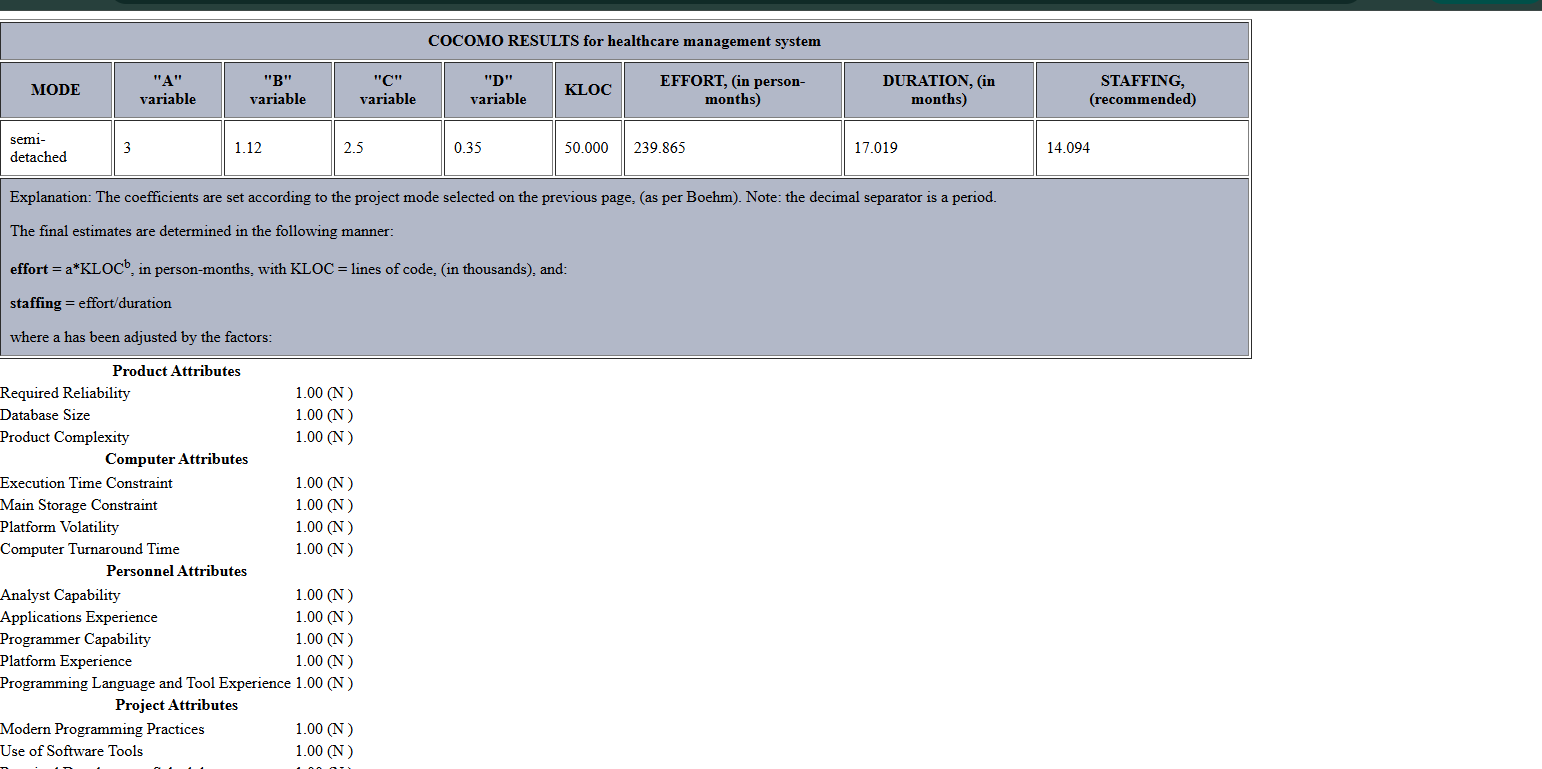 COCOMO RESULTS for healthcare management system
MODE "A" variable "B" variable "C" variable "D" variable KLOC EFFORT, (in person-months) DURATION, (in months) STAFFING, (recommended)
semi-detached 3 1.12 2.5 0.35 50.000 239.865 17.019 14.094
Explanation: The coefficients are set according to the project mode selected on the previous page, (as per Boehm). Note: the decimal separator is a period.
The final estimates are determined in the following manner:
effort = a*KLOCb, in person-months, with KLOC = lines of code, (in thousands), and:
staffing = effort/duration
where a has been adjusted by the factors:
Product Attributes
Required Reliability 1.00 (N )
Database Size 1.00 (N )
Product Complexity 1.00 (N )
Computer Attributes
Execution Time Constraint 1.00 (N )
Main Storage Constraint 1.00 (N )
Platform Volatility 1.00 (N )
Computer Turnaround Time 1.00 (N )
Personnel Attributes
Analyst Capability 1.00 (N )
Applications Experience 1.00 (N )
Programmer Capability 1.00 (N )
Platform Experience 1.00 (N )
Programming Language and Tool Experience 1.00 (N )
Project Attributes
Modern Programming Practices 1.00 (N )
Use of Software Tools 1.00 (N )